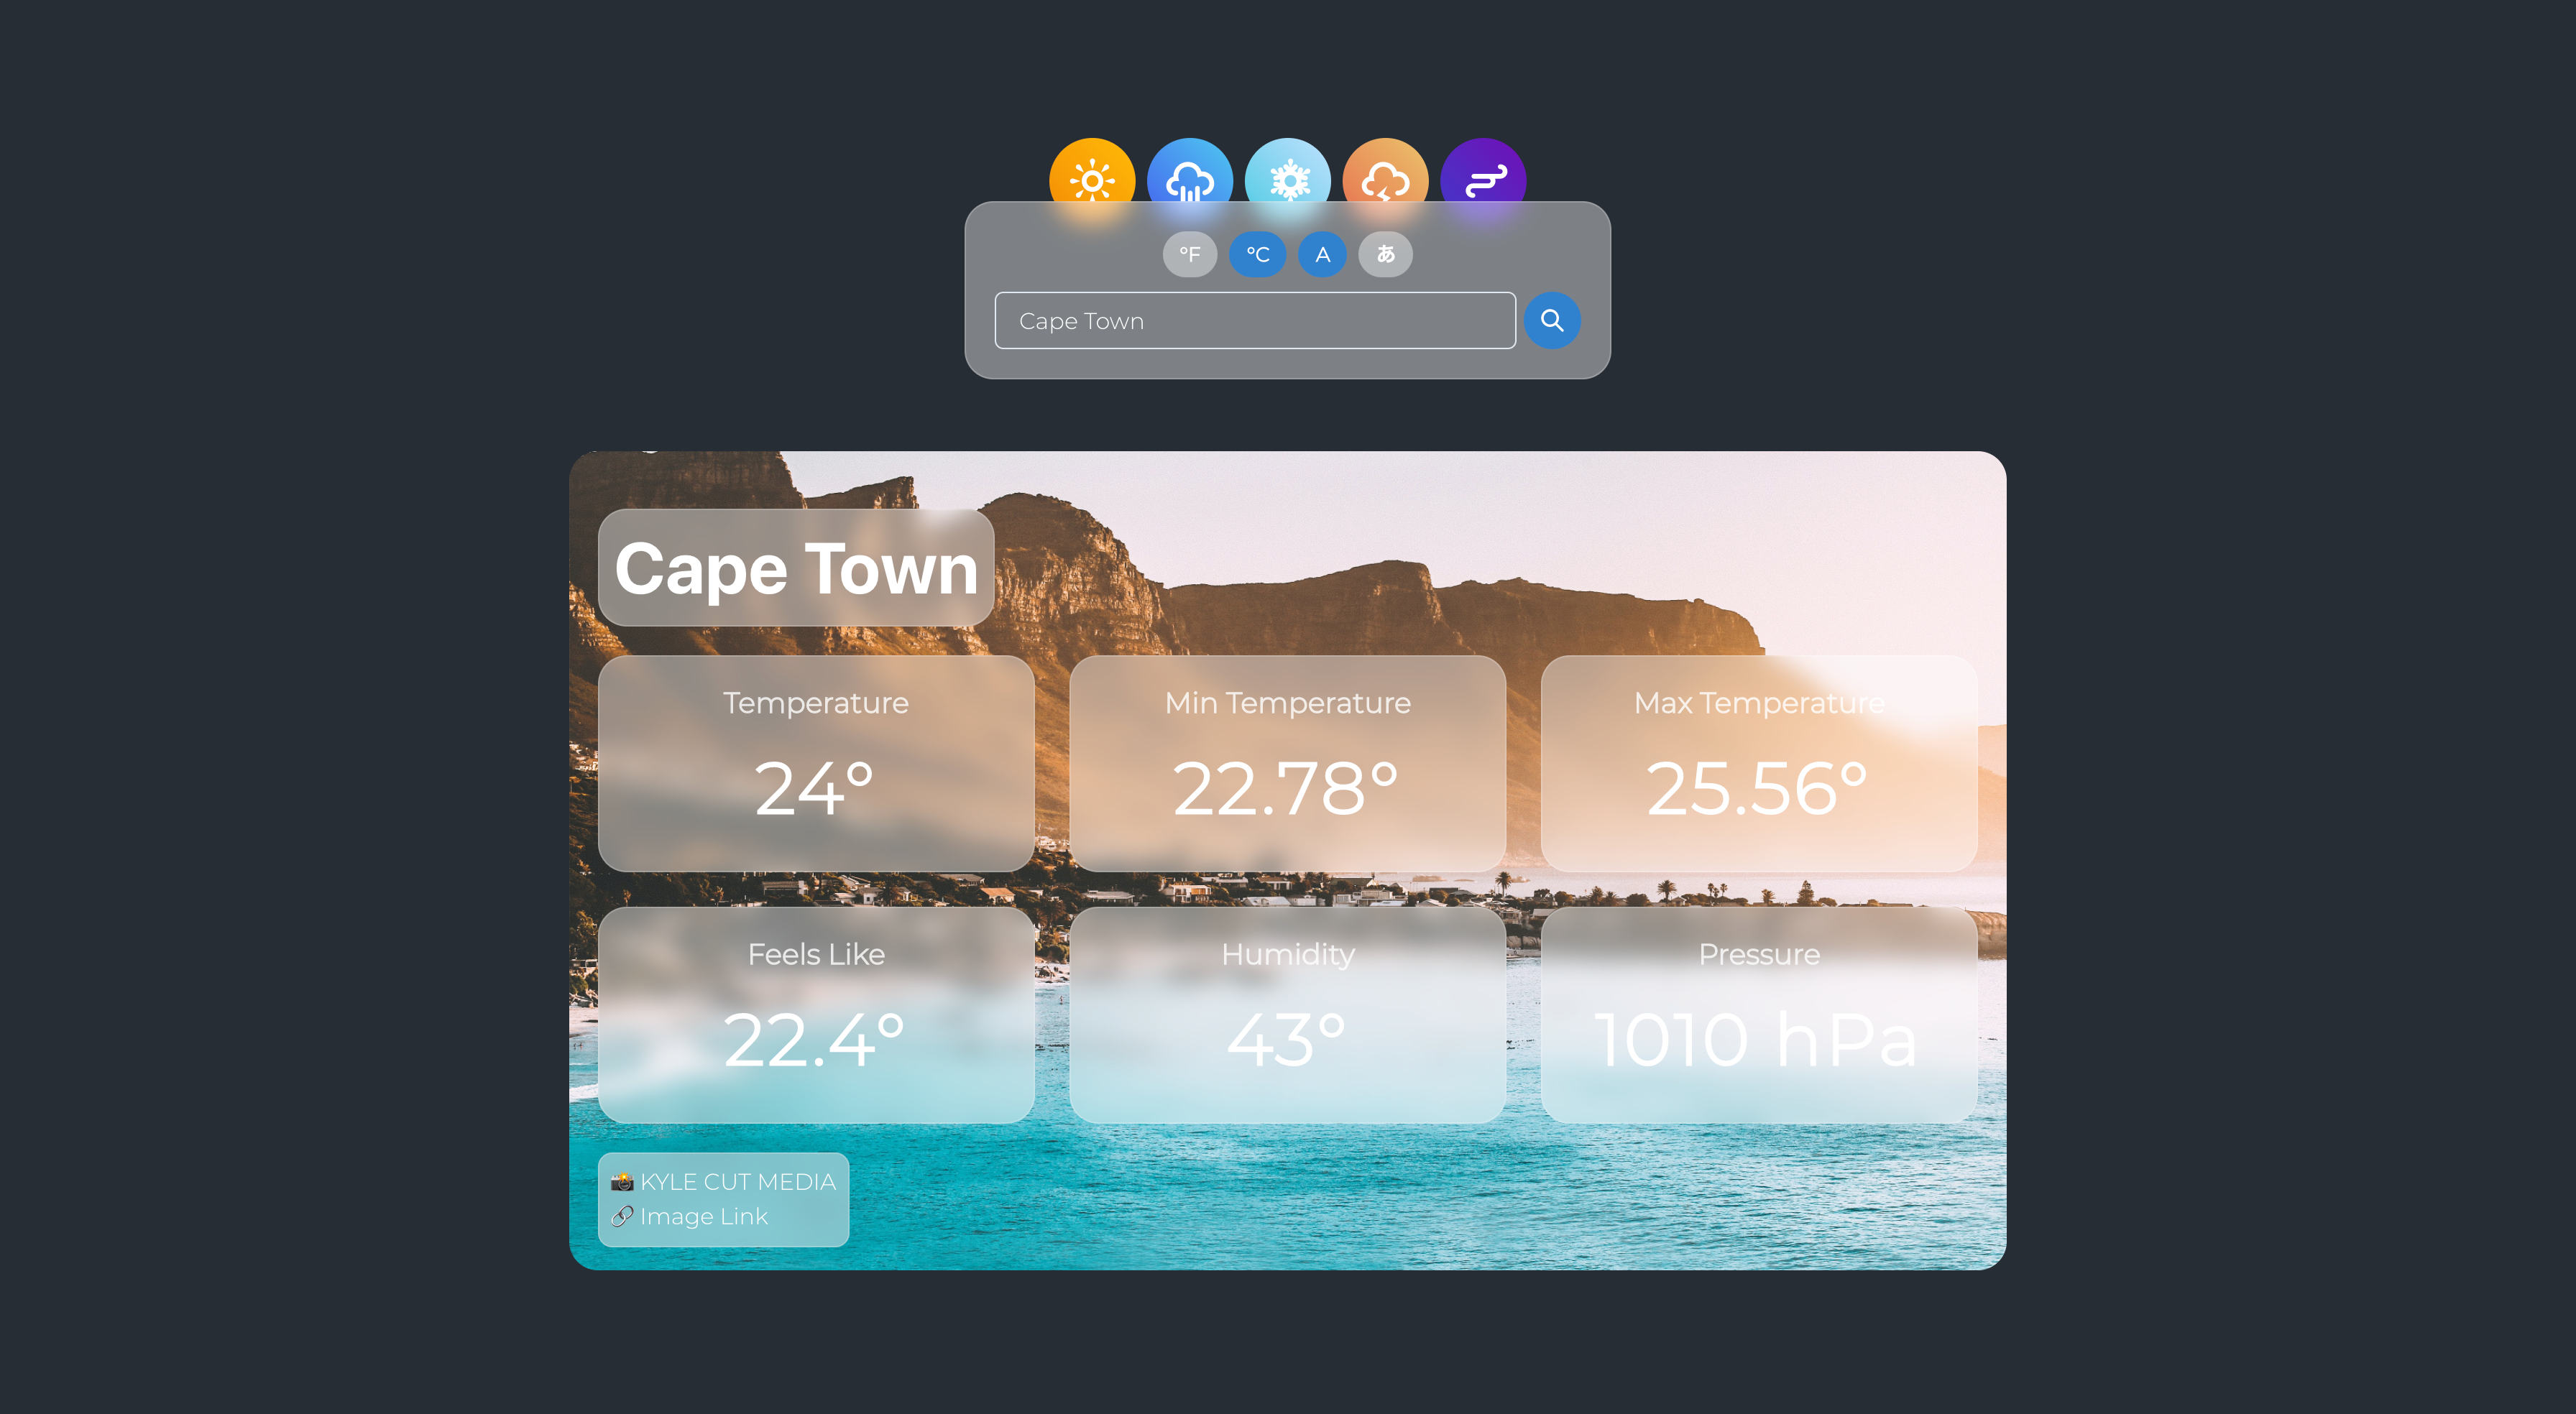 °F °C A あ
Cape Town
Cape Town
Temperature Min Temperature Max Temperature
24° 22.78° 25.56°
Feels Like Humidity Pressure
22.4° 43° 1010 hPa
📸 KYLE CUT MEDIA
🔗 Image Link